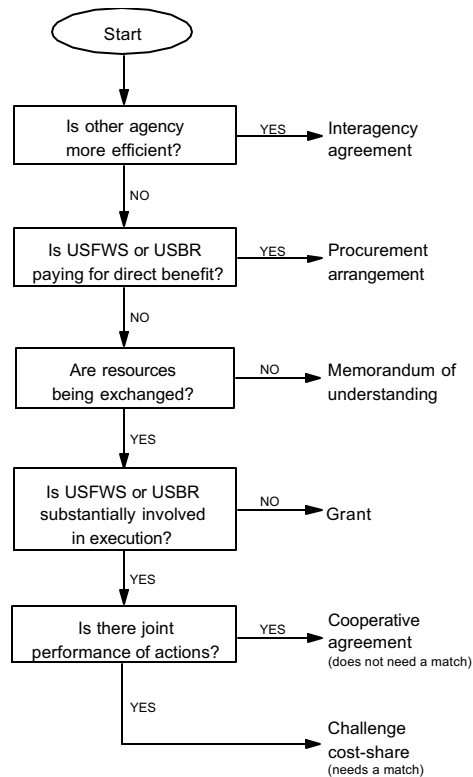 Start
Is other agency
more efficient?
YES
Interagency
agreement
NO
Is USFWS or USBR
paying for direct benefit?
YES
Procurement
arrangement
NO
Are resources
being exchanged?
NO
Memorandum of
understanding
YES
Is USFWS or USBR
substantially involved
in execution?
NO
Grant
YES
Is there joint
performance of actions?
YES
Cooperative
agreement
(does not need a match)
YES
Challenge
cost-share
(needs a match)